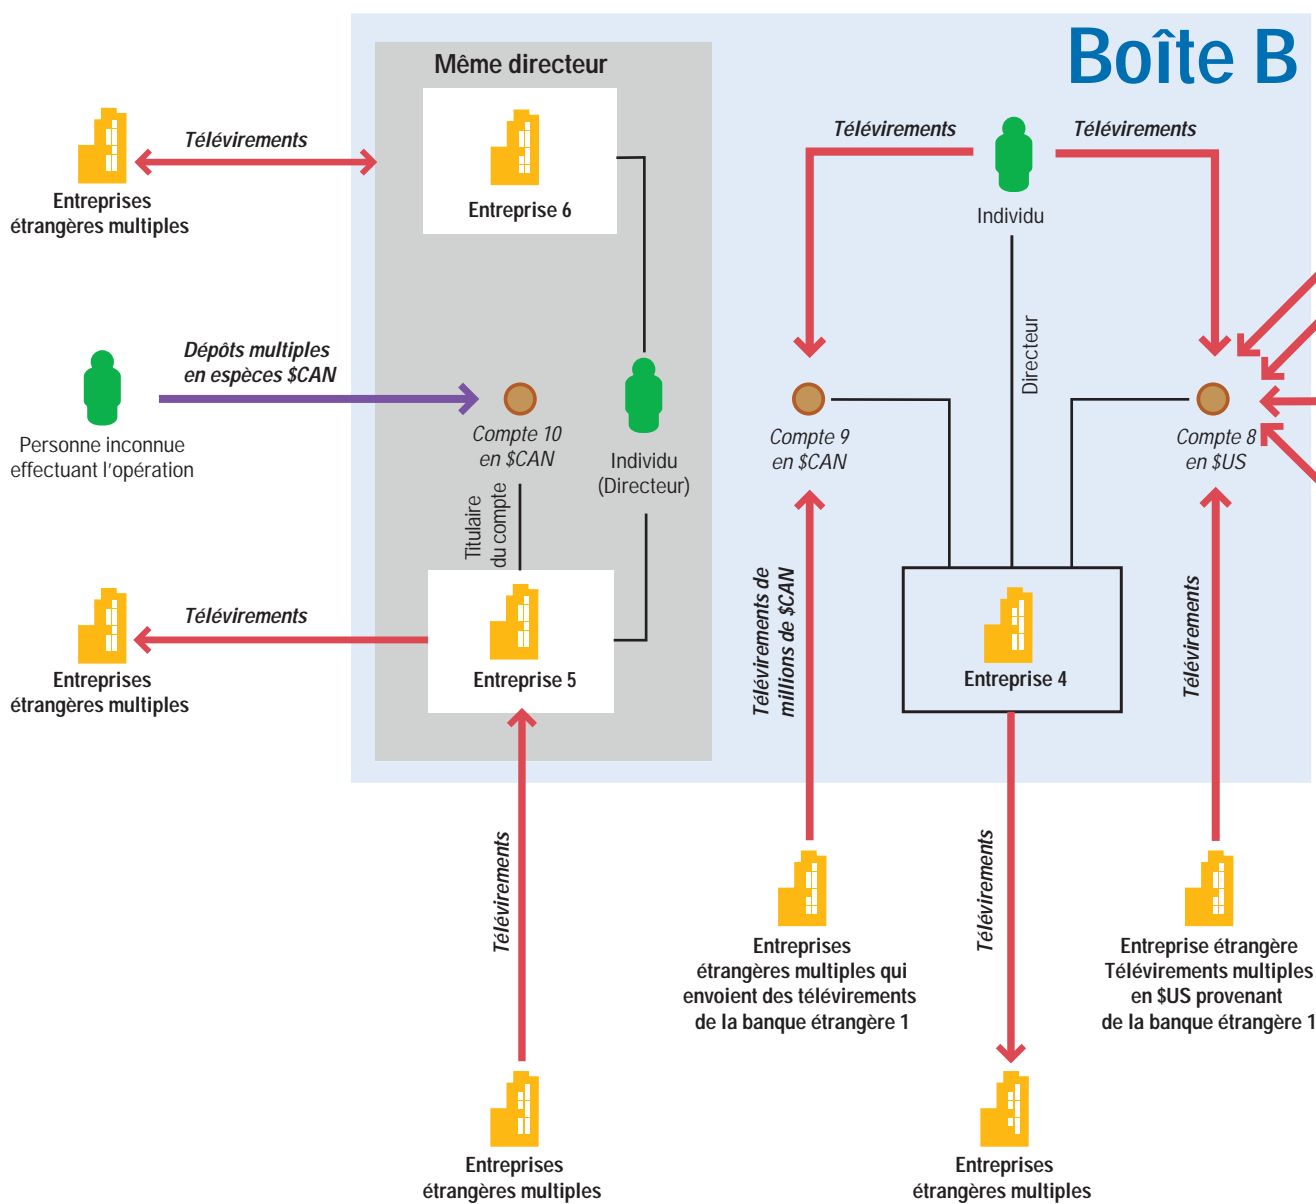 Boîte B
Même directeur
Télévirements
Entreprises
étrangères multiples
Entreprise 6
Télévirements
Télévirements
Individu
Dépôts multiples
en espèces $CAN
Personne inconnue
effectuant l'opération
Compte 10
en $CAN
Individu
(Directeur)
Titulaire
du compte
Directeur
Compte 9
en $CAN
Compte 8
en $US
Télévirements
Entreprises
étrangères multiples
Entreprise 5
Télévirements de
millions de $CAN
Entreprise 4
Télévirements
Télévirements
Télévirements
Entreprises
étrangères multiples qui
envoient des télévirements
de la banque étrangère 1
Entreprise étrangère
Télévirements multiples
en $US provenant
de la banque étrangère 1
Entreprises
étrangères multiples
Entreprises
étrangères multiples